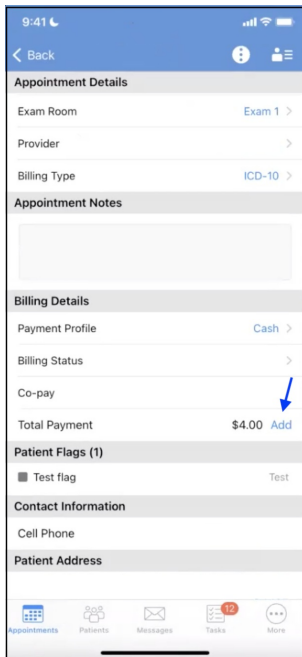 9:41
Back
Appointment Details
Exam Room Exam 1
Provider
Billing Type ICD-10
Appointment Notes
Billing Details
Payment Profile Cash
Billing Status
Co-pay
Total Payment $4.00 Add
Patient Flags (1)
Test flag Test
Contact Information
Cell Phone
Patient Address
12
Appointments Patients Messages Tasks More